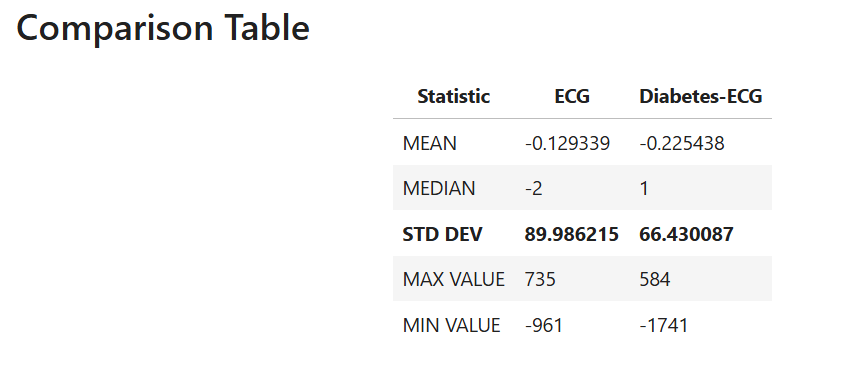 Comparison Table
Statistic ECG Diabetes-ECG
MEAN -0.129339 -0.225438
MEDIAN -2 1
STD DEV 89.986215 66.430087
MAX VALUE 735 584
MIN VALUE -961 -1741